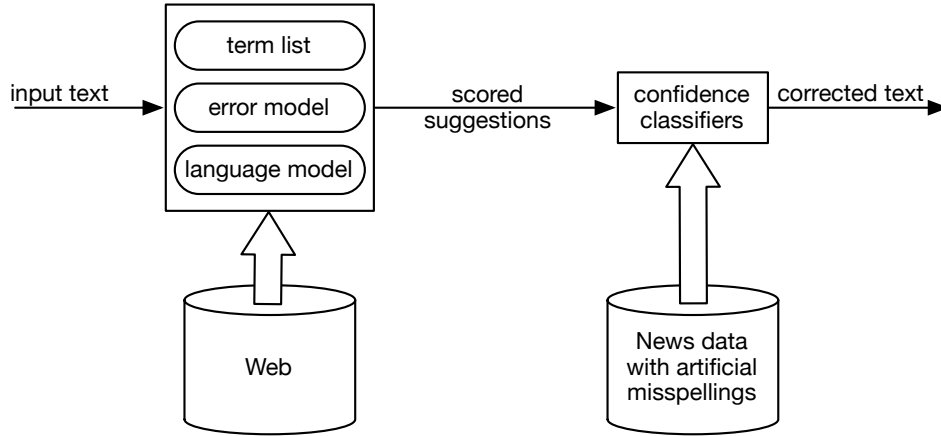 term list
input text
error model
scored
suggestions
confidence
classifiers
corrected text
language model
Web
News data
with artificial
misspellings